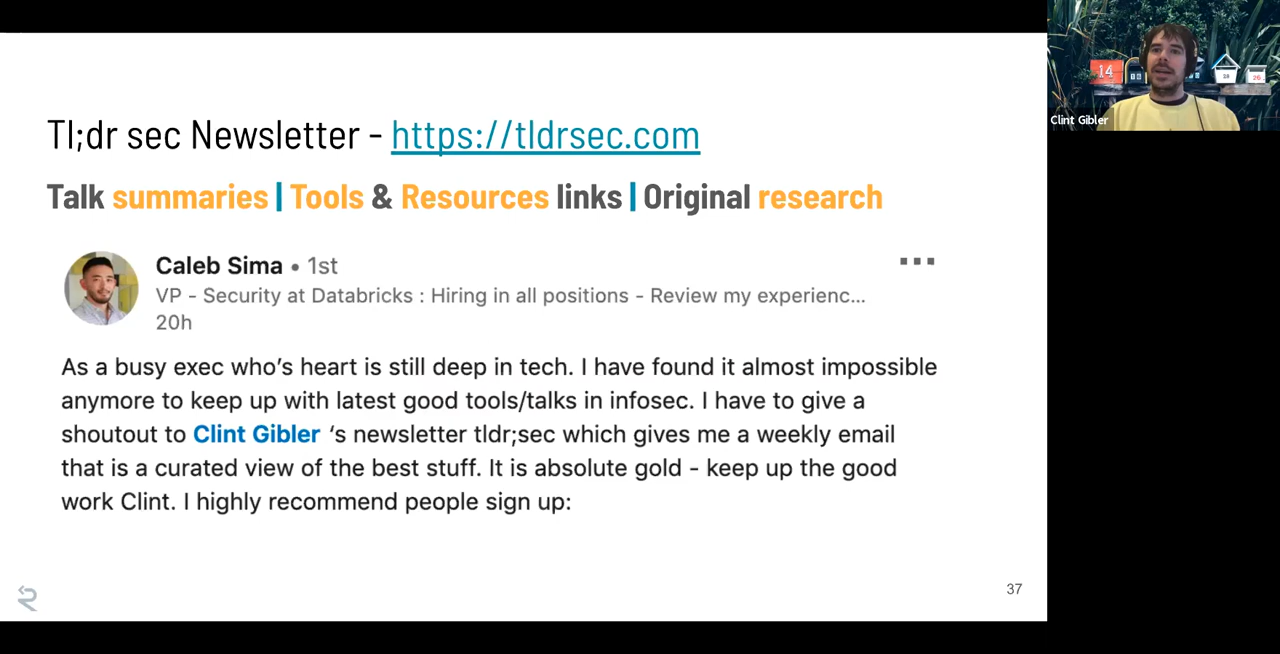 Tl;dr sec Newsletter - https://tldrsec.com
Talk summaries | Tools & Resources links | Original research
Caleb Sima • 1st
VP - Security at Databricks : Hiring in all positions - Review my experienc...
20h
As a busy exec who's heart is still deep in tech. I have found it almost impossible
anymore to keep up with latest good tools/talks in infosec. I have to give a
shoutout to Clint Gibler 's newsletter tldr;sec which gives me a weekly email
that is a curated view of the best stuff. It is absolute gold - keep up the good
work Clint. I highly recommend people sign up:
37
14
Clint Gibler